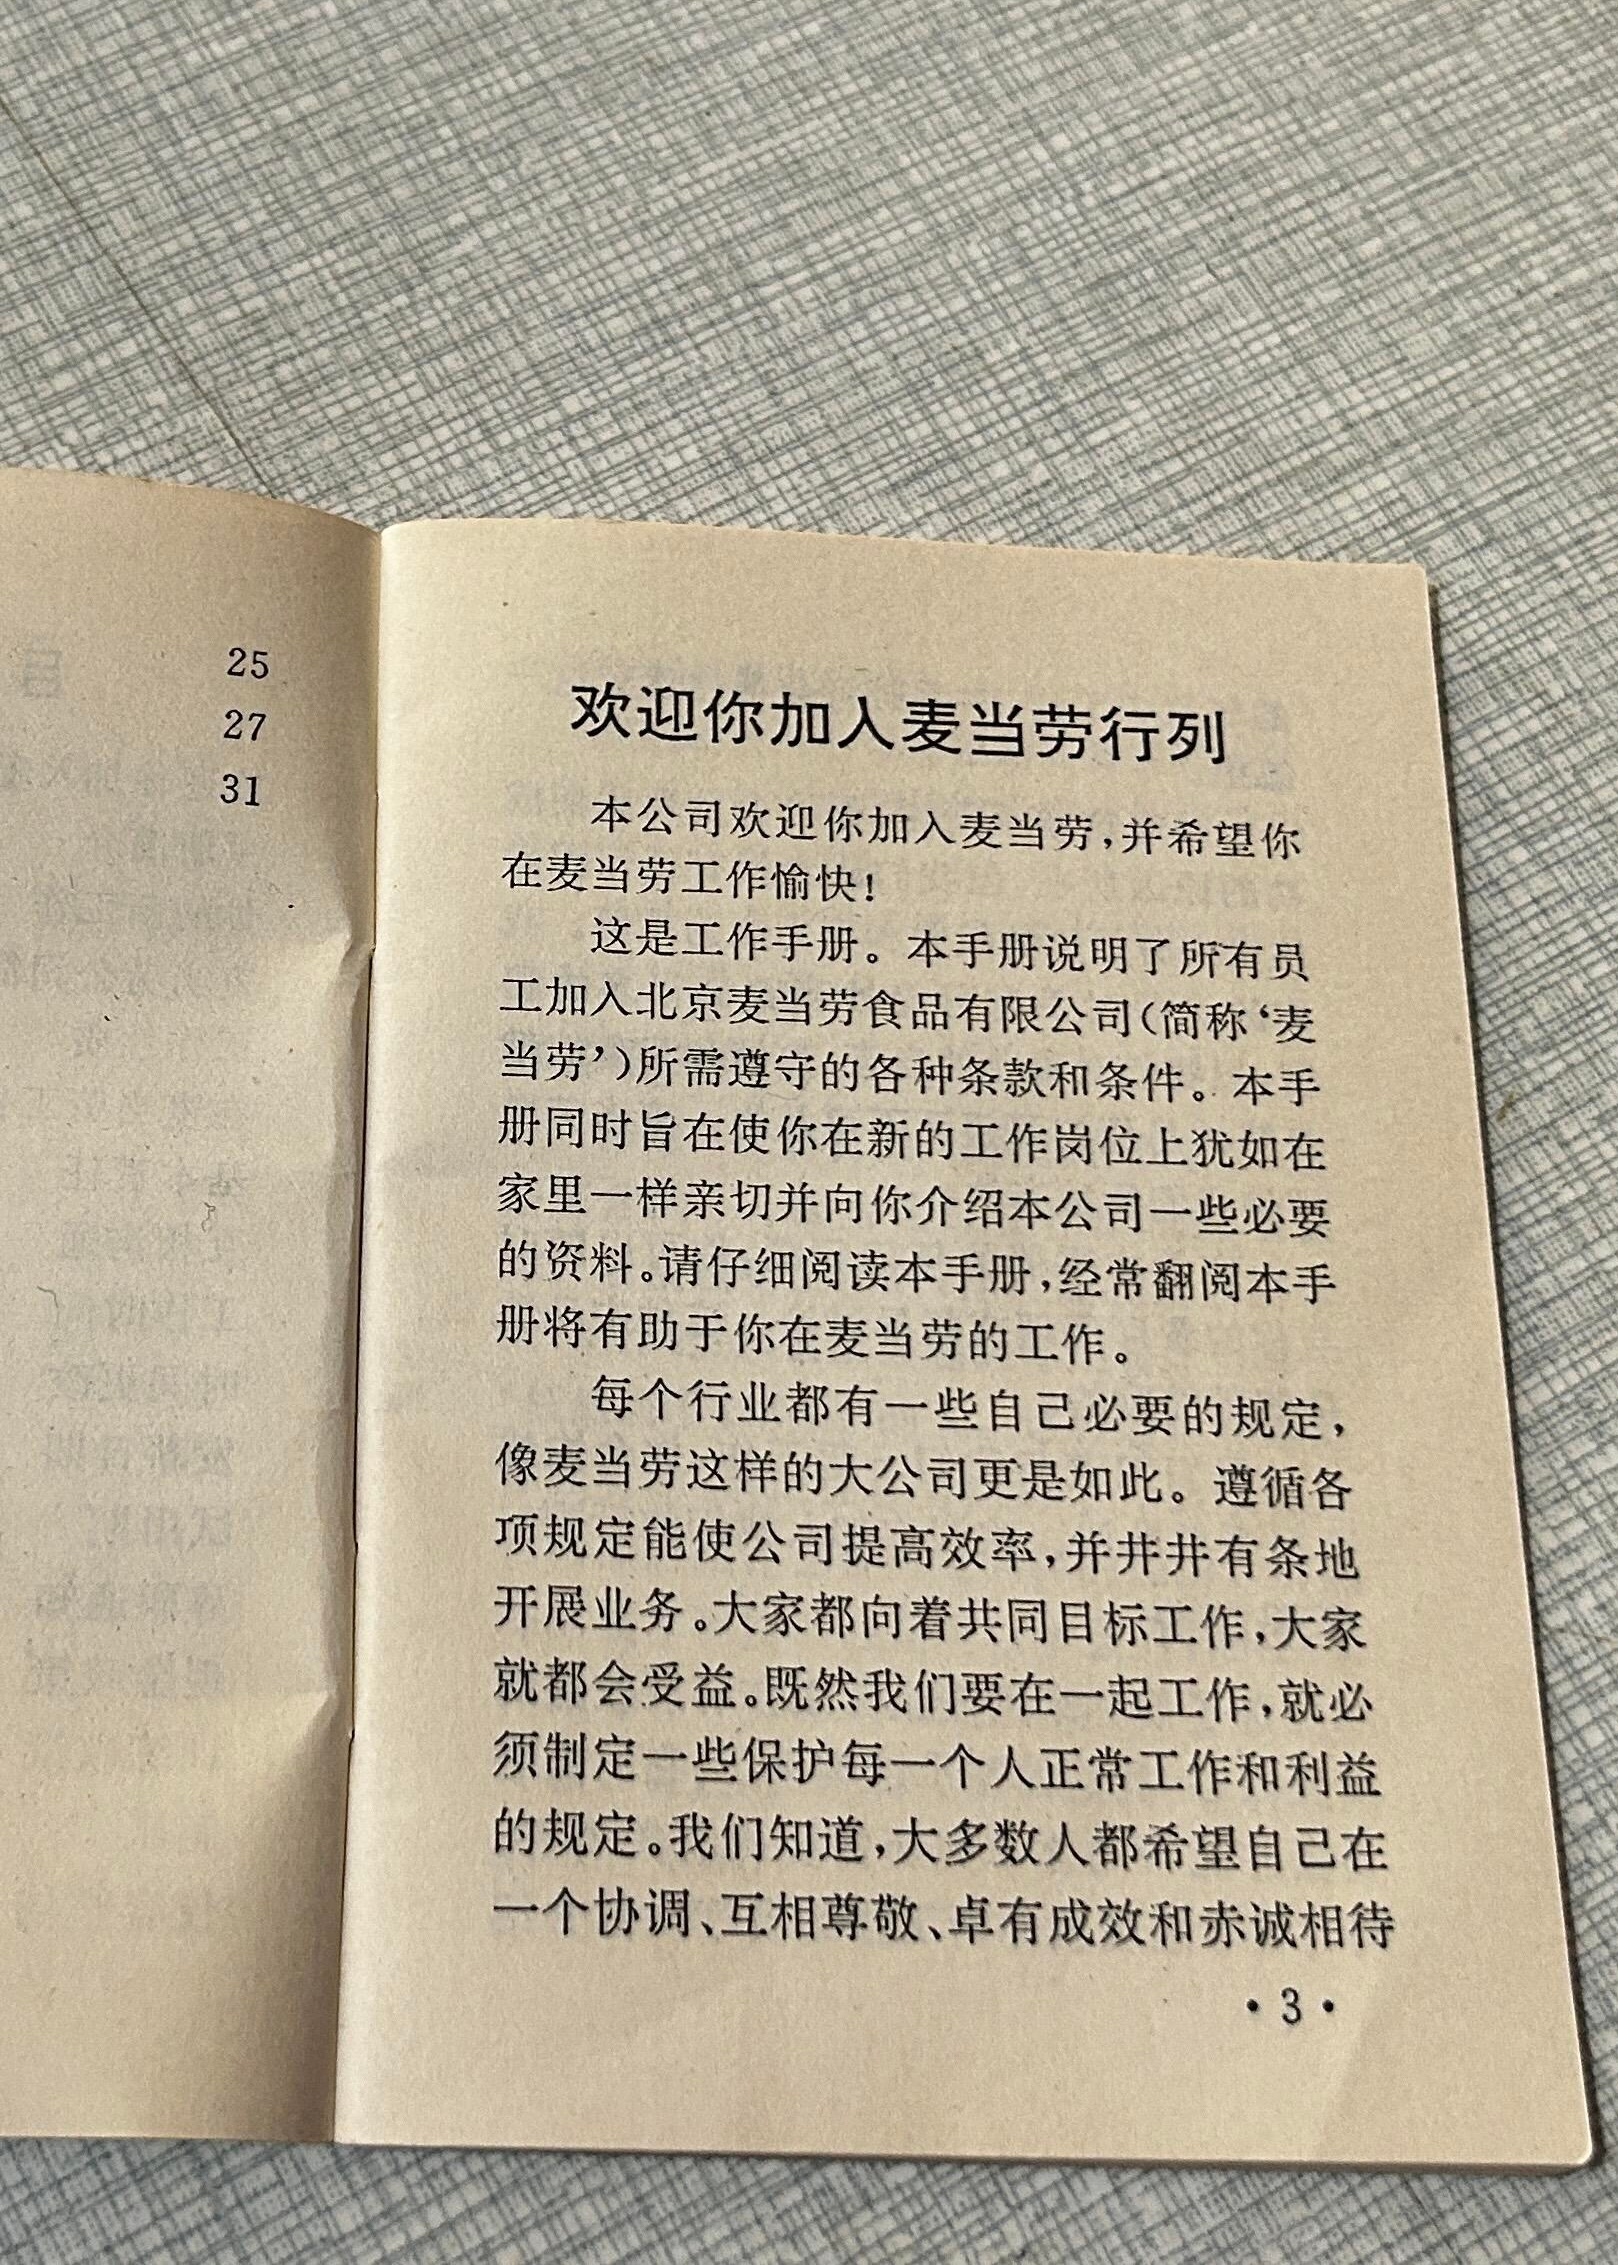 25
27
31
欢迎你加入麦当劳行列
本公司欢迎你加入麦当劳,并希望你
在麦当劳工作愉快!
这是工作手册。本手册说明了所有员
工加入北京麦当劳食品有限公司(简称‘麦
当劳’)所需遵守的各种条款和条件。本手
册同时旨在使你在新的工作岗位上犹如在
家里一样亲切并向你介绍本公司一些必要
的资料。请仔细阅读本手册,经常翻阅本手
册将有助于你在麦当劳的工作。
每个行业都有一些自己必要的规定,
像麦当劳这样的大公司更是如此。遵循各
项规定能使公司提高效率,并井井有条地
开展业务。大家都向着共同目标工作,大家
就都会受益。既然我们要在一起工作,就必
须制定一些保护每一个人正常工作和利益
的规定。我们知道,大多数人都希望自己在
一个协调、互相尊敬、卓有成效和赤诚相待
·3·